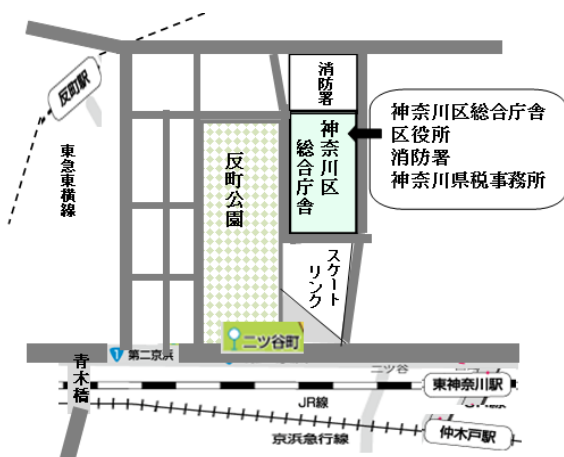 消防署
反町駅
神奈川区総合庁舎
区役所
消防署
神奈川県税事務所
神奈川区
総合庁舎
反町公園
東急東横線
スケート
リンク
二ツ谷町
青木橋
1
第二京浜
二ツ谷
東神奈川駅
JR線
仲木戸駅
京浜急行線